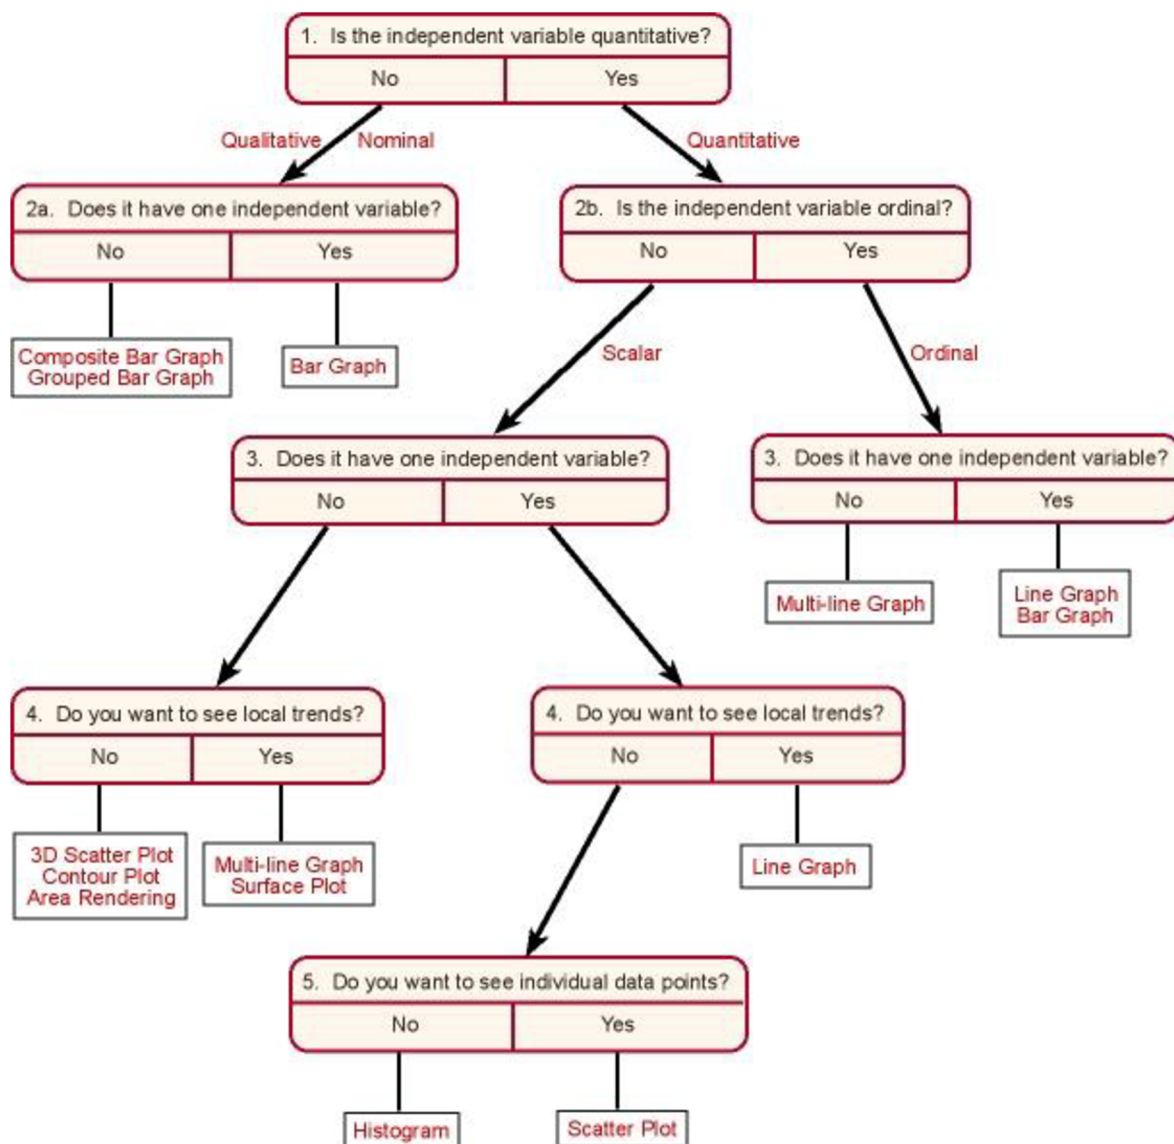 1. Is the independent variable quantitative?
No
Yes
Qualitative
Nominal
Quantitative
2a. Does it have one independent variable?
No
Yes
2b. Is the independent variable ordinal?
No
Yes
Composite Bar Graph
Grouped Bar Graph
Bar Graph
Scalar
Ordinal
3. Does it have one independent variable?
No
Yes
3. Does it have one independent variable?
No
Yes
Multi-line Graph
Line Graph
Bar Graph
4. Do you want to see local trends?
No
Yes
4. Do you want to see local trends?
No
Yes
3D Scatter Plot
Contour Plot
Area Rendering
Multi-line Graph
Surface Plot
Line Graph
5. Do you want to see individual data points?
No
Yes
Histogram
Scatter Plot